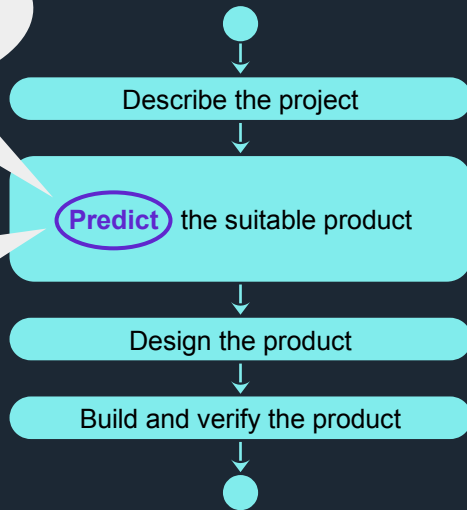 Describe the project
Predict the suitable product
Design the product
Build and verify the product